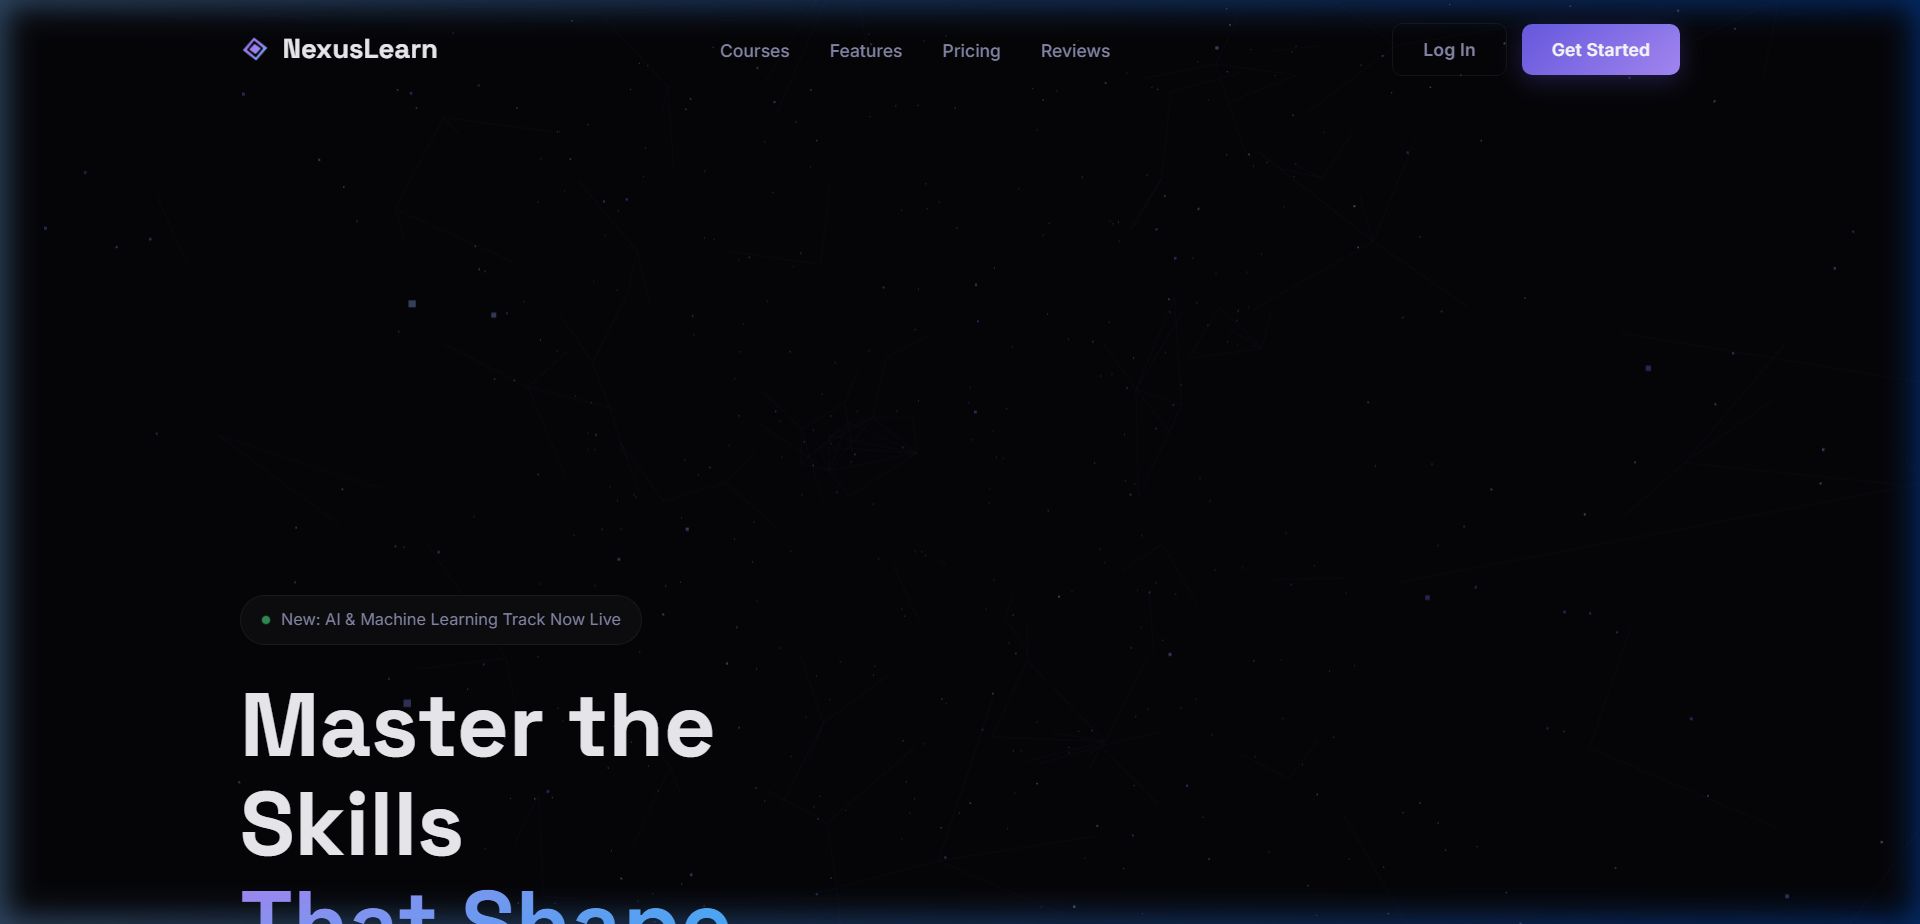 NexusLearn
Courses
Features
Pricing
Reviews
Log In
Get Started
New: AI & Machine Learning Track Now Live
Master the
Skills
That Shape